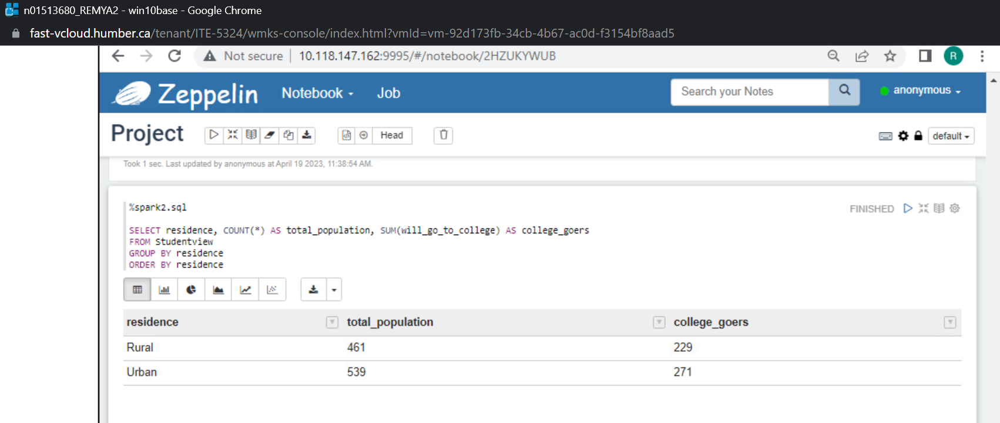 n01513680_REMYA2 - win10base - Google Chrome
fast-vcloud.humber.ca/tenant/ITE-5324/wmks-console/index.html?vmId=vm-92d173fb-34cb-4b67-ac0d-f3154bf8aad5
Not secure | 10.118.147.162:9995/#/notebook/2HZUKYWUB R
Zeppelin Notebook Job Search your Notes anonymous
Project Head default
Took 1 sec. Last updated by anonymous at April 19 2023, 11:38:54 AM.
%spark2.sql FINISHED
SELECT residence, COUNT(*) AS total_population, SUM(will_go_to_college) AS college_goers
FROM Studentview
GROUP BY residence
ORDER BY residence
residence total_population college_goers
Rural 461 229
Urban 539 271